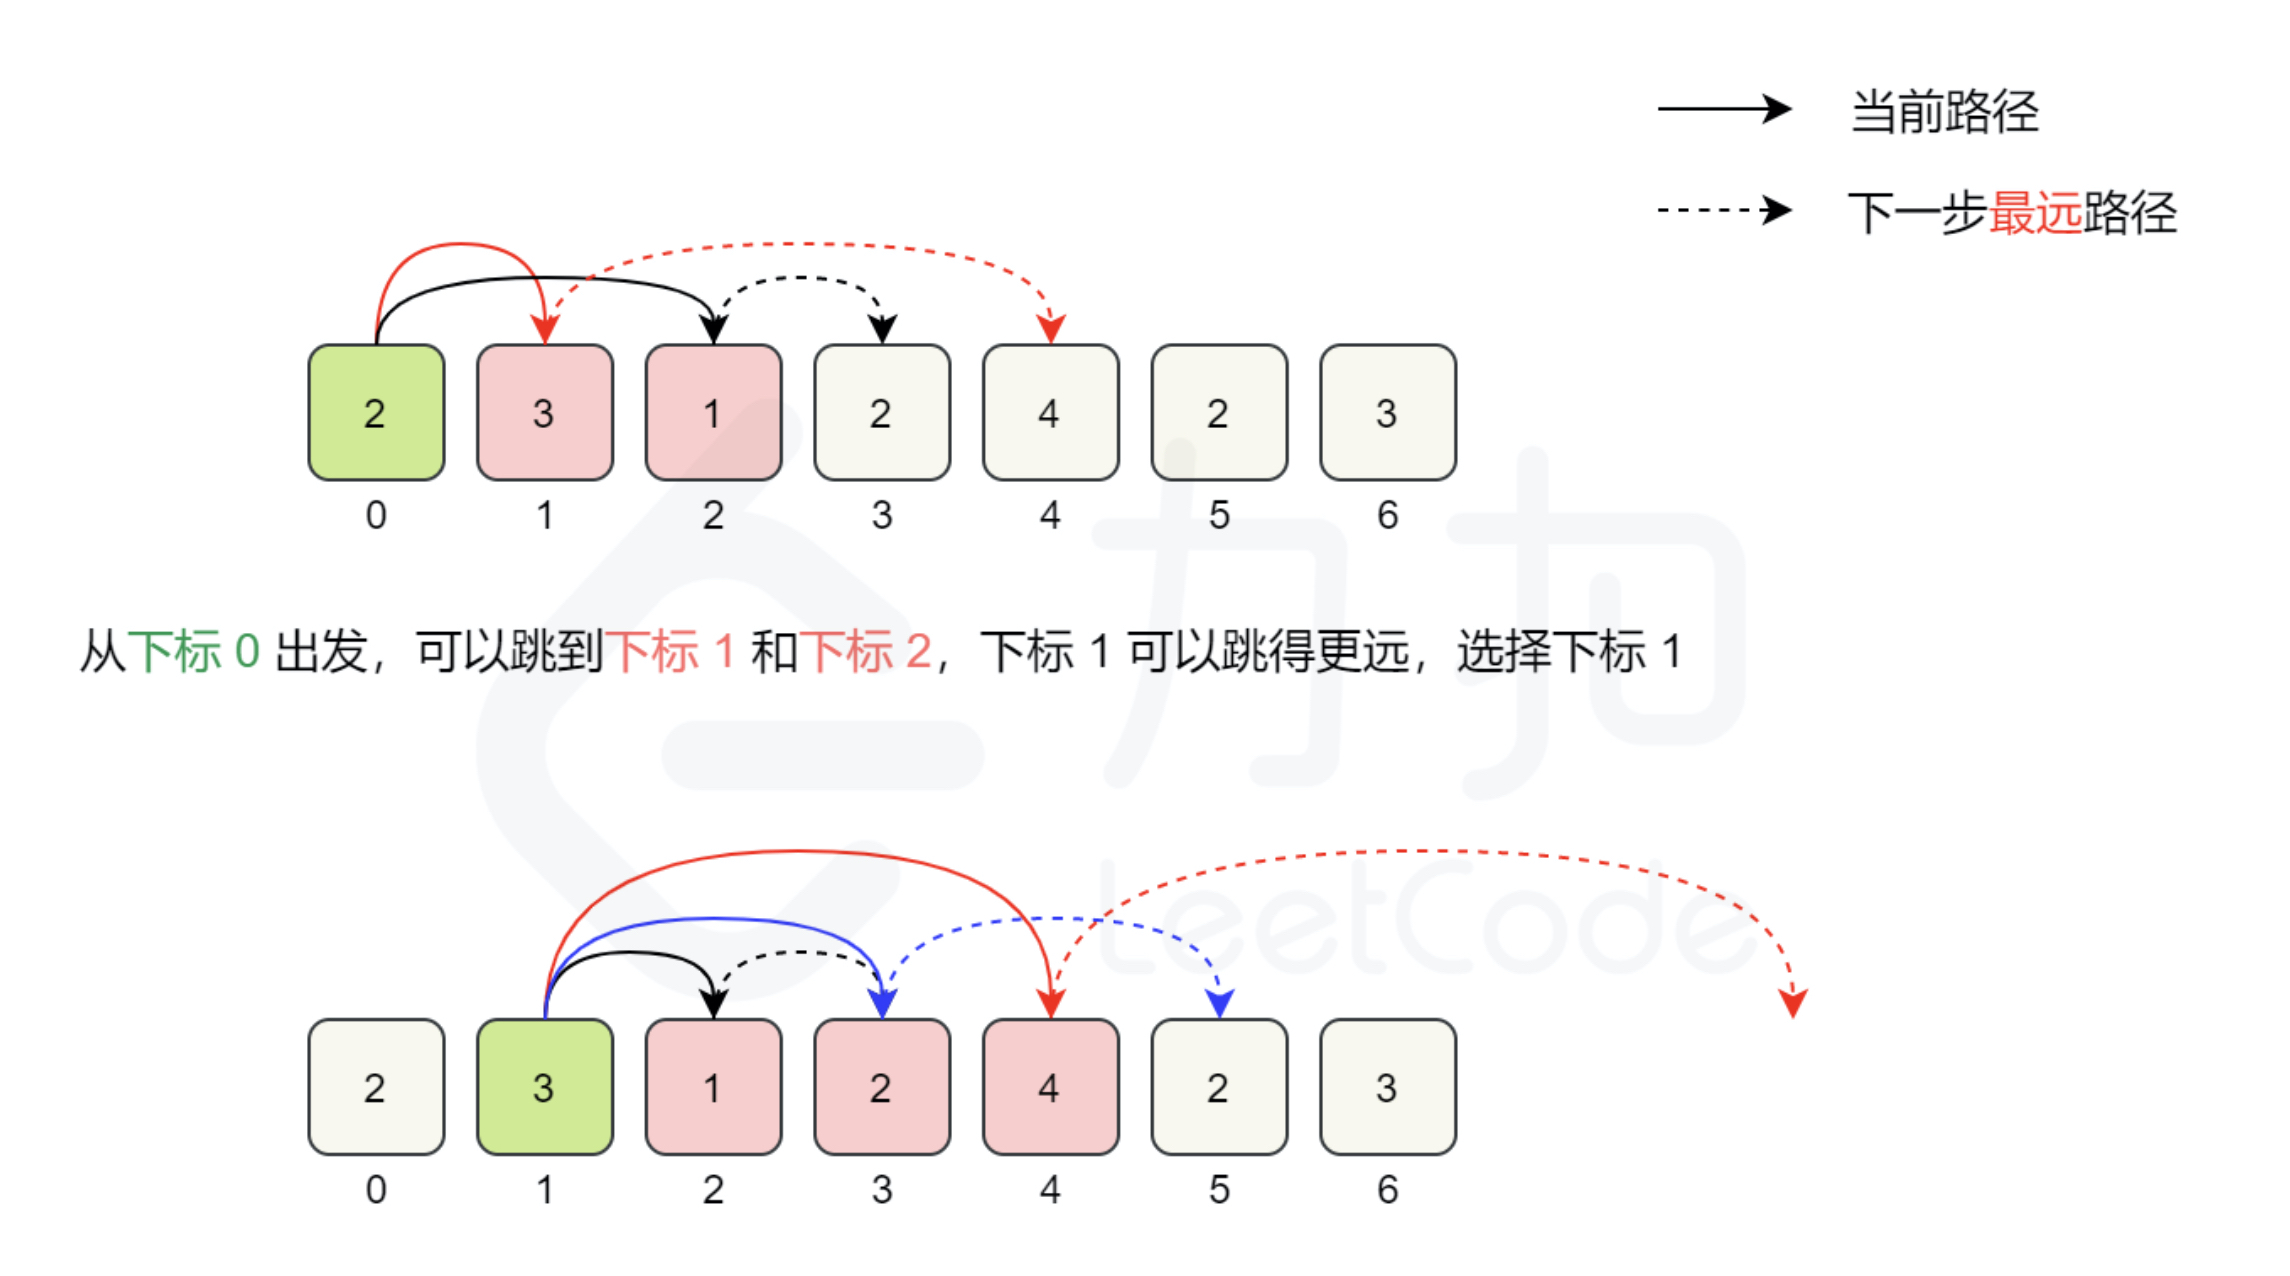 当前路径
下一步最远路径
2 3 1 2 4 2 3
0 1 2 3 4 5 6
从下标 0 出发，可以跳到下标 1 和下标 2，下标 1 可以跳得更远，选择下标 1
力扣
LeetCode
2 3 1 2 4 2 3
0 1 2 3 4 5 6